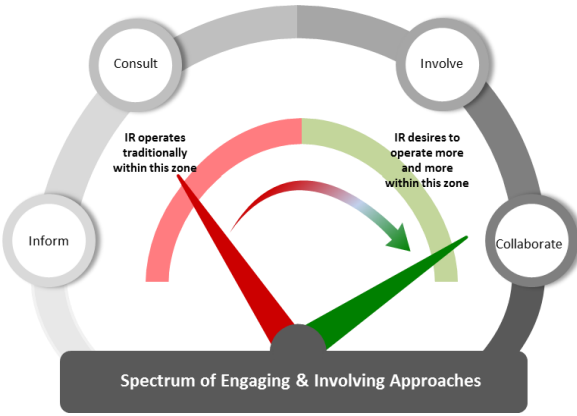 Consult
Involve
IR operates
traditionally
within this zone
IR desires to
operate more
and more
within this zone
Inform
Collaborate
Spectrum of Engaging & Involving Approaches